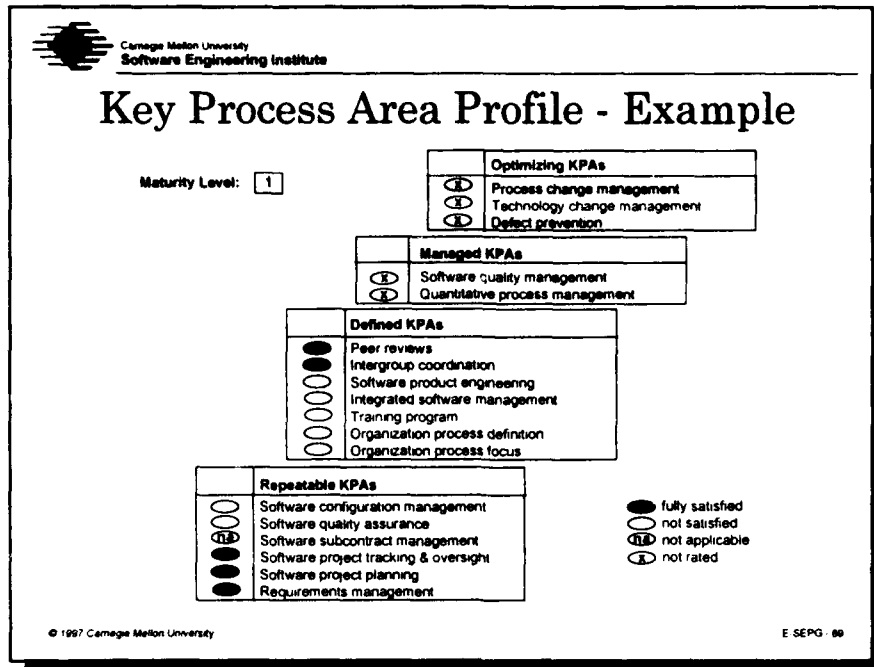 Carnegie Mellon University
Software Engineering Institute
Key Process Area Profile - Example
Maturity Level: 1
Optimizing KPAs
x Process change management
x Technology change management
x Defect prevention
Managed KPAs
x Software quality management
x Quantitative process management
Defined KPAs
Peer reviews
Intergroup coordination
Software product engineering
Integrated software management
Training program
Organization process definition
Organization process focus
Repeatable KPAs
Software configuration management
Software quality assurance
na Software subcontract management
Software project tracking & oversight
Software project planning
Requirements management
fully satisfied
not satisfied
na not applicable
x not rated
© 1997 Carnegie Mellon University
E-SEPG - 69